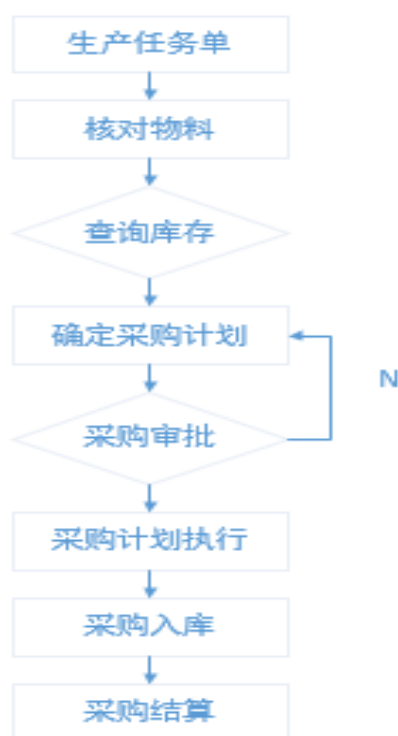 生产任务单
核对物料
查询库存
确定采购计划
N
采购审批
采购计划执行
采购入库
采购结算